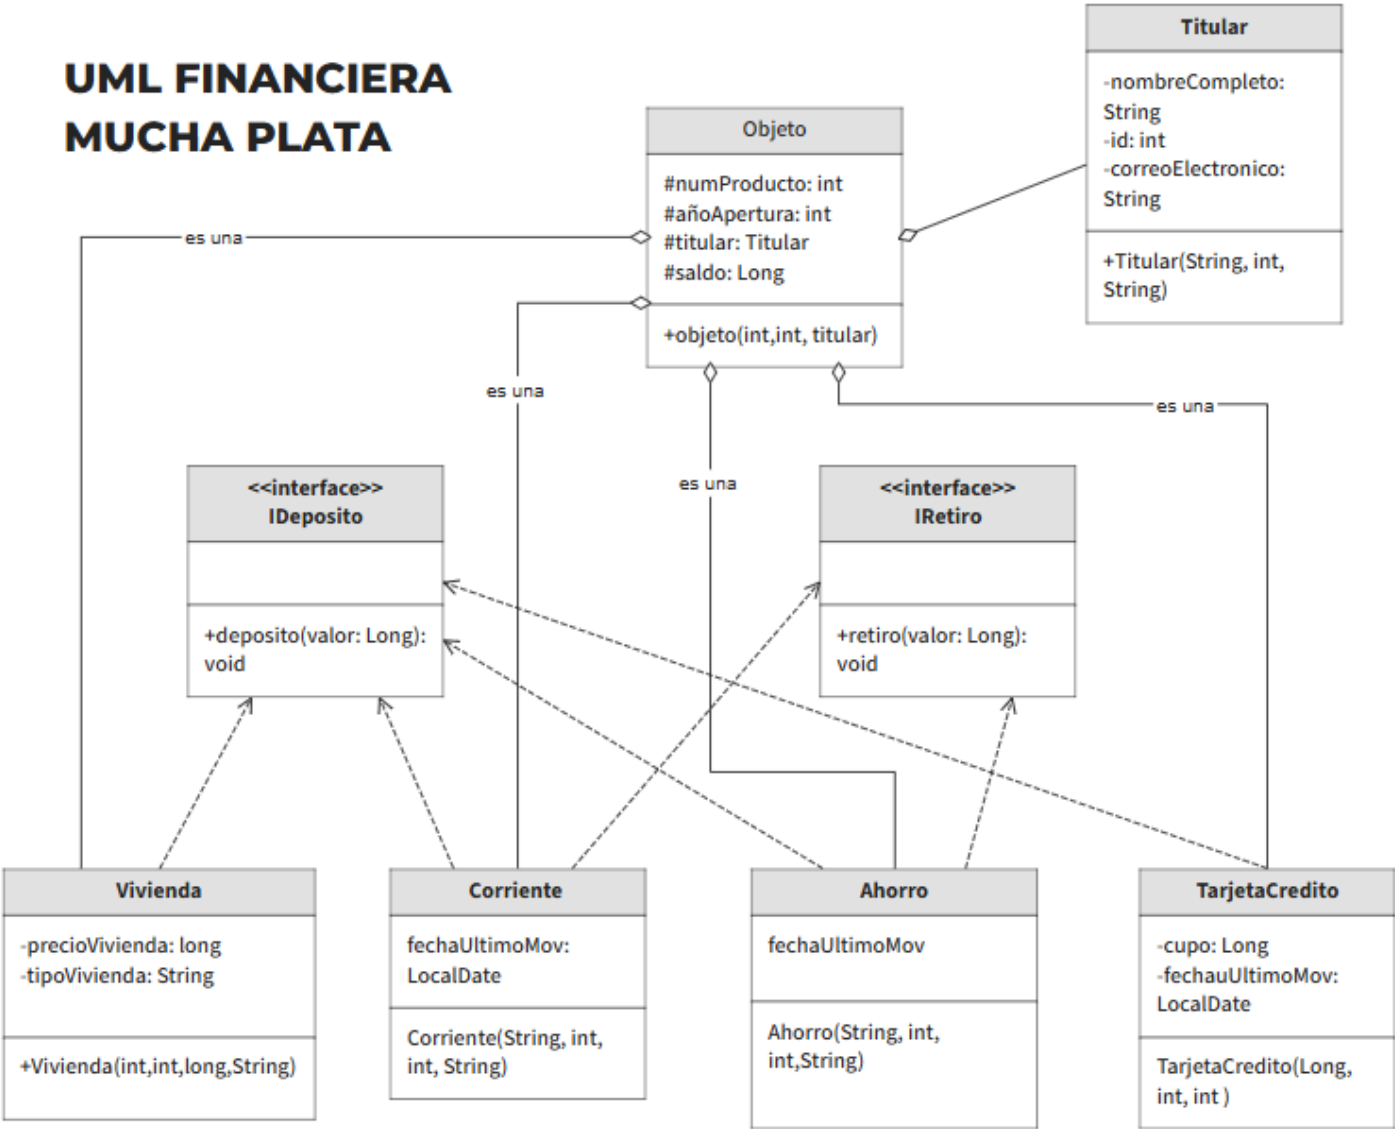 UML FINANCIERA
MUCHA PLATA
Titular
-nombreCompleto:
String
-id: int
-correoElectronico:
String
+Titular(String, int,
String)
Objeto
#numProducto: int
#añoApertura: int
#titular: Titular
#saldo: Long
+objeto(int,int, titular)
es una
es una
es una
es una
<<interface>>
IDeposito
+deposito(valor: Long):
void
<<interface>>
IRetiro
+retiro(valor: Long):
void
Vivienda
-precioVivienda: long
-tipoVivienda: String
+Vivienda(int,int,long,String)
Corriente
fechaUltimoMov:
LocalDate
Corriente(String, int,
int, String)
Ahorro
fechaUltimoMov
Ahorro(String, int,
int,String)
TarjetaCredito
-cupo: Long
-fechauUltimoMov:
LocalDate
TarjetaCredito(Long,
int, int )